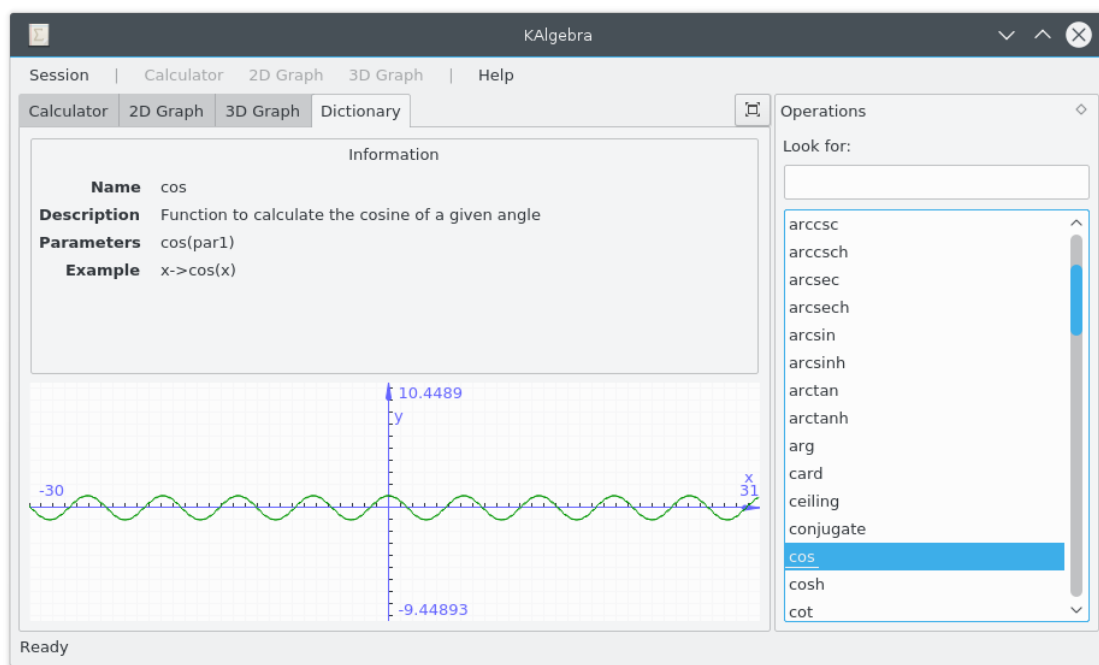 KAlgebra
Session | Calculator 2D Graph 3D Graph | Help
Calculator 2D Graph 3D Graph Dictionary
Information
Name cos
Description Function to calculate the cosine of a given angle
Parameters cos(par1)
Example x->cos(x)
10.4489
y
-30
x
31
-9.44893
Operations
Look for:
arccsc
arccsch
arcsec
arcsech
arcsin
arcsinh
arctan
arctanh
arg
card
ceiling
conjugate
cos
cosh
cot
Ready